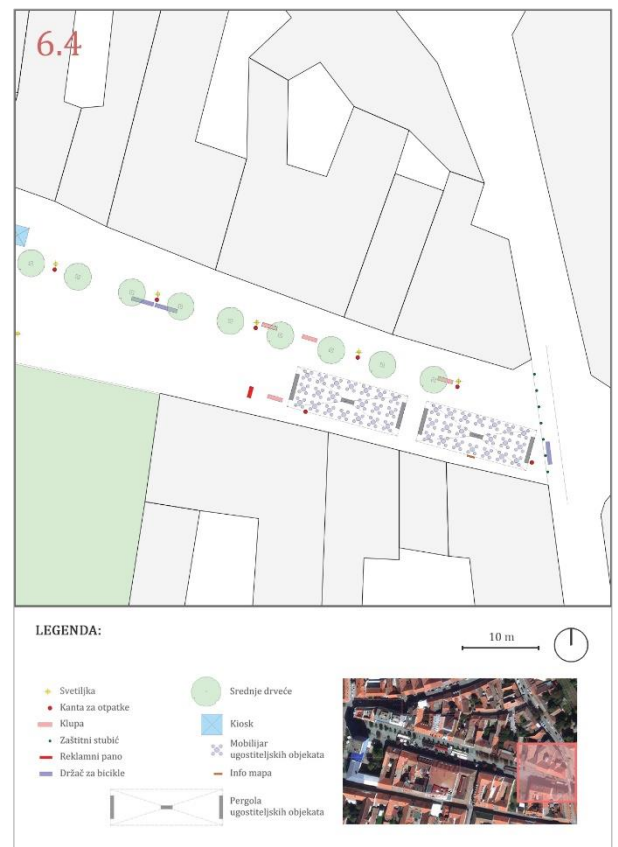 6.4
LEGENDA:
10 m
Svetiljka
Kanta za otpatke
Klupa
Zaštitni stubić
Reklamni pano
Držač za bicikle
Srednje drveće
Kiosk
Mobilijar
ugostiteljskih objekata
Info mapa
Pergola
ugostiteljskih objekata